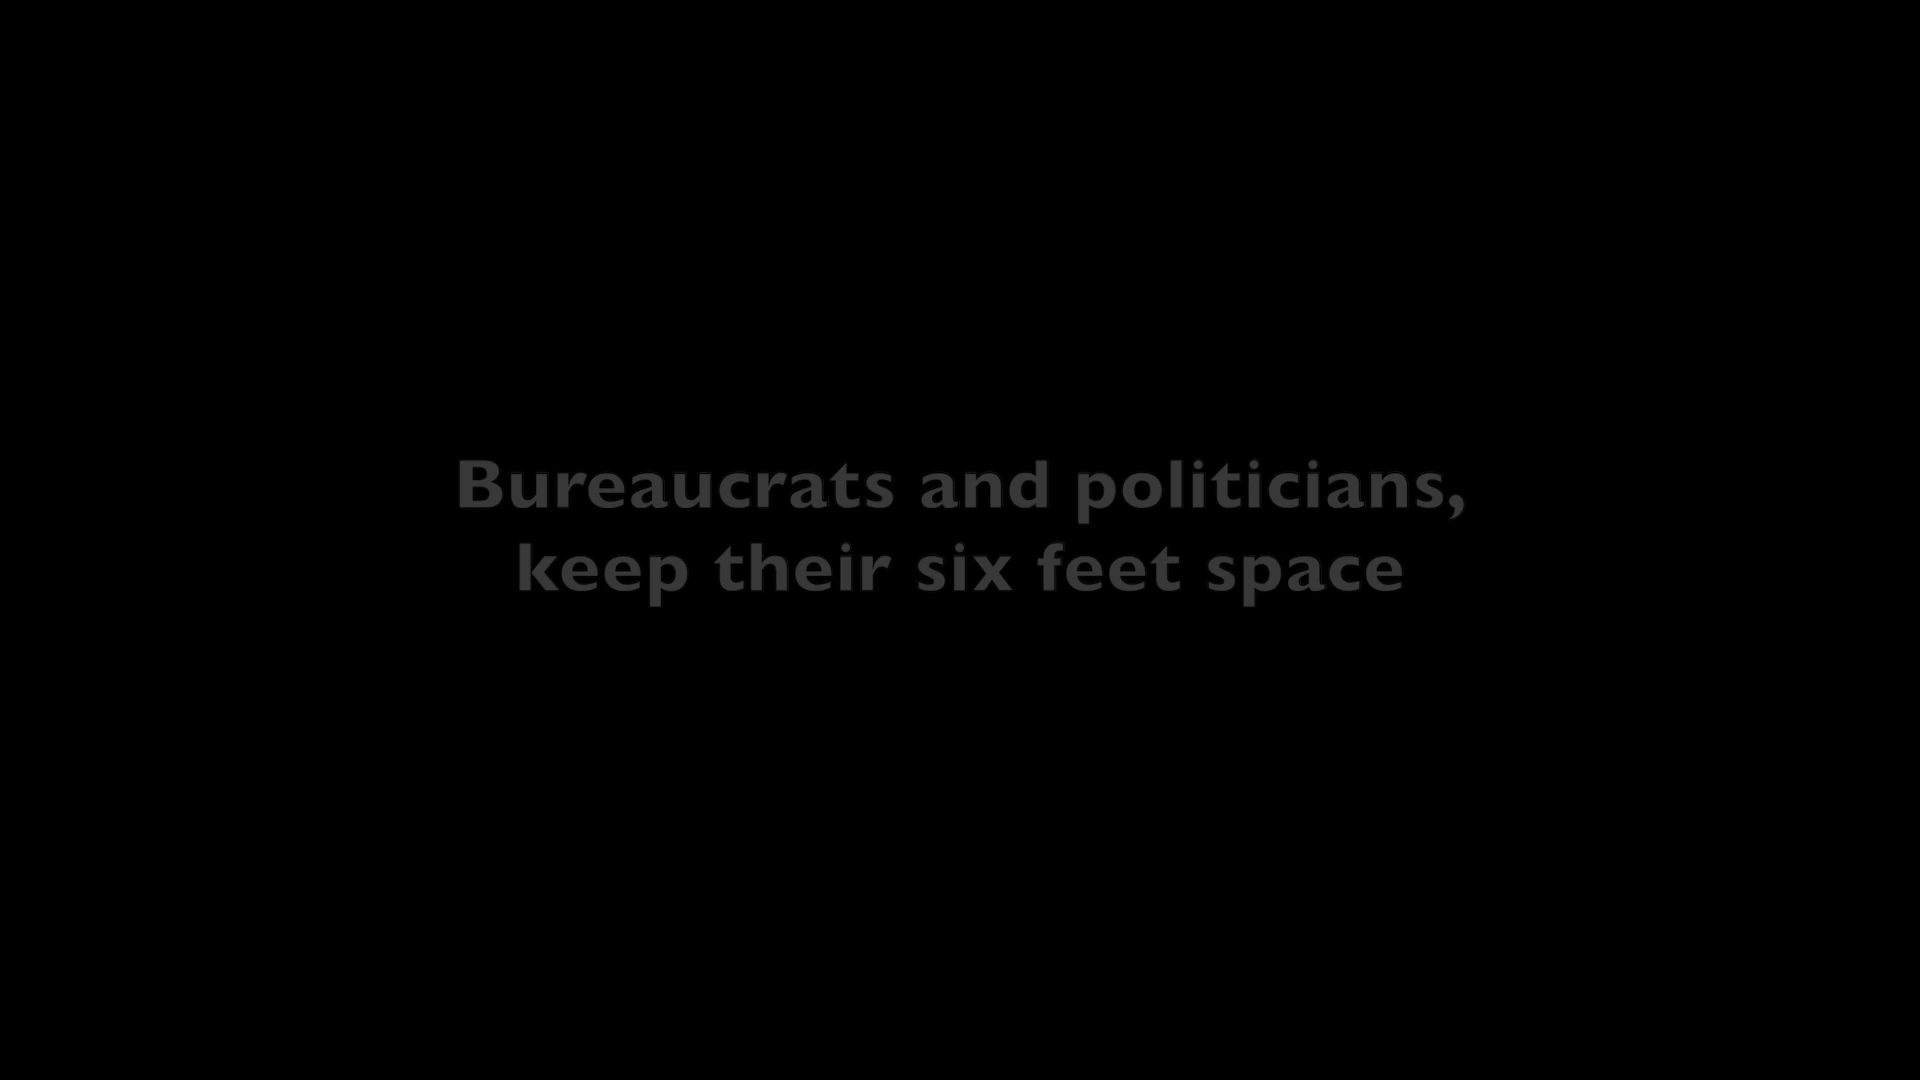 Bureaucrats and politicians,
keep their six feet space